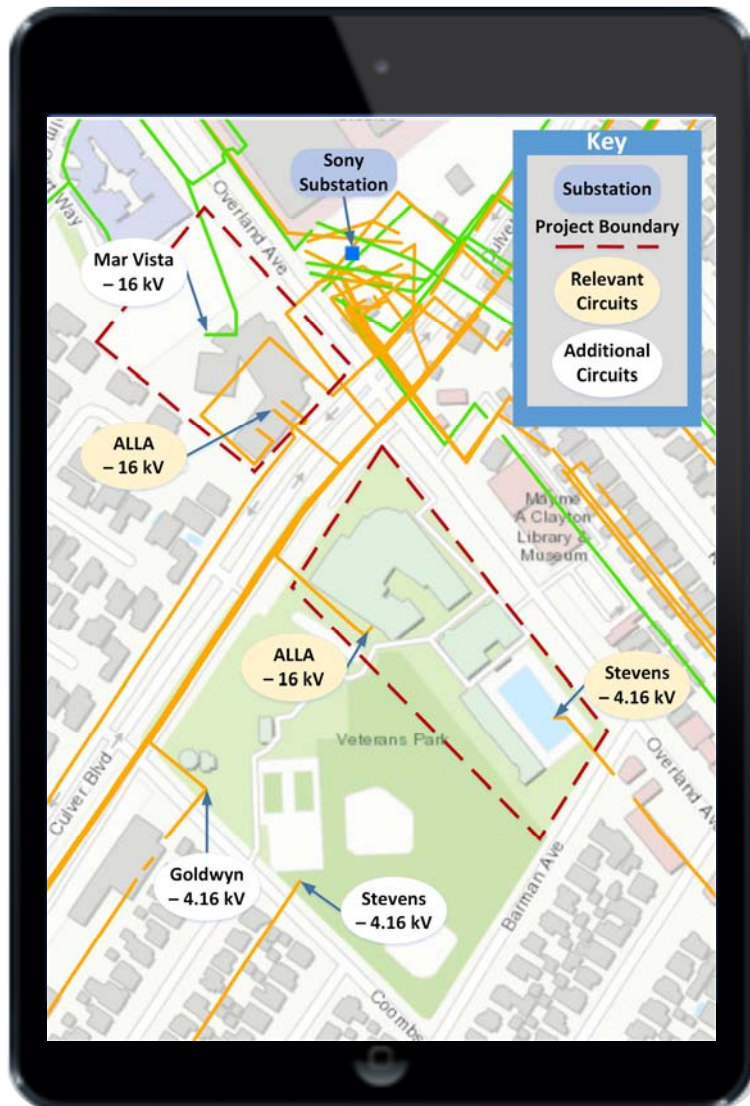 Key
Substation
Project Boundary
Relevant
Circuits
Additional
Circuits
Sony
Substation
Overland Ave
Mar Vista
– 16 kV
ALLA
– 16 kV
Mayme
A Clayton
Library &
Museum
ALLA
– 16 kV
Stevens
– 4.16 kV
Veterans Park
Culver Blvd
Overland Av
Goldwyn
– 4.16 kV
Stevens
– 4.16 kV
Barman Ave
Coombs